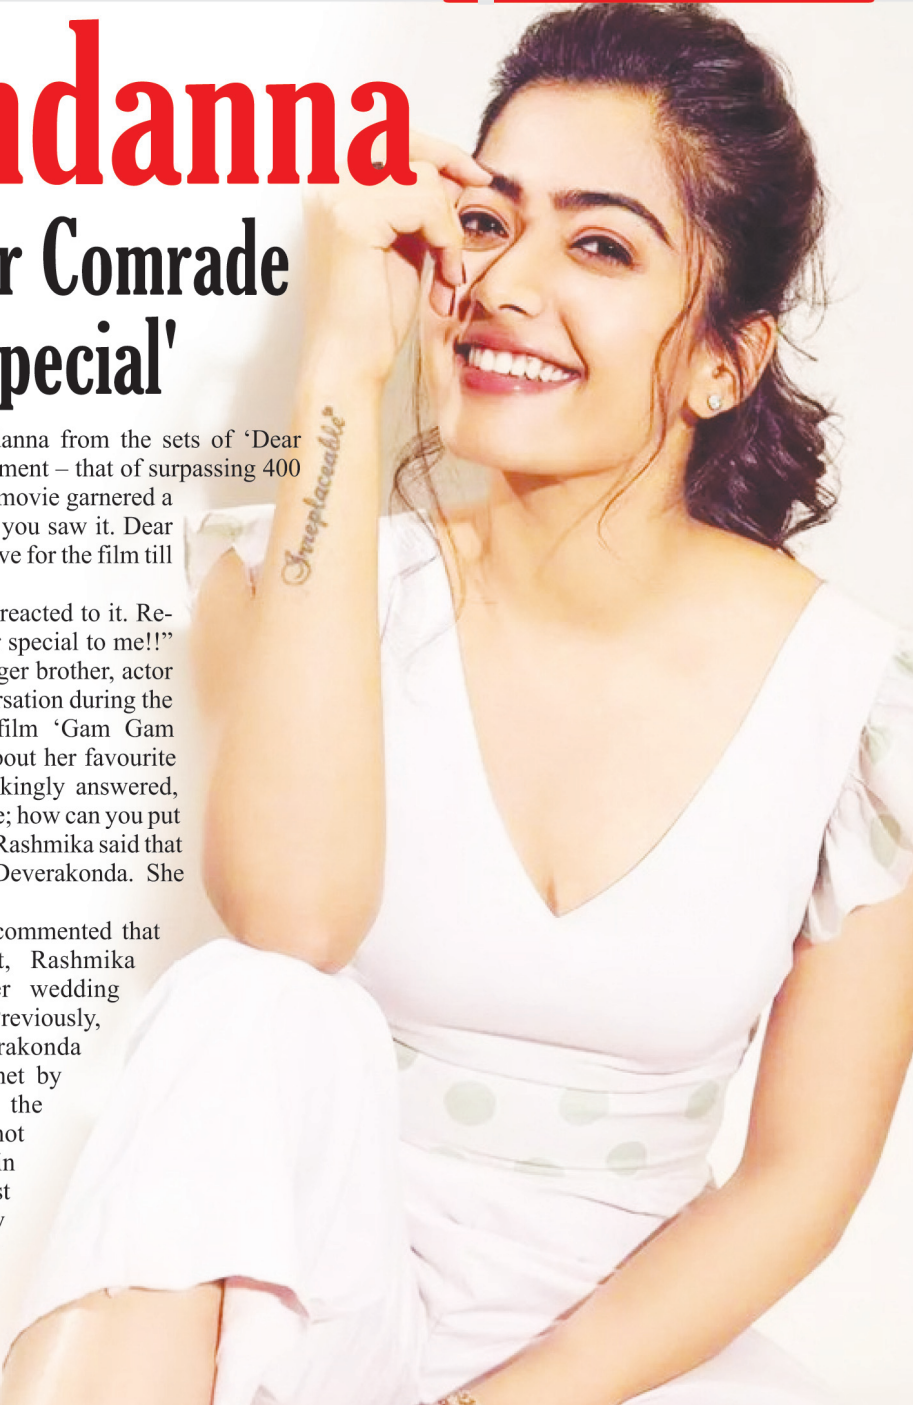 ndanna
r Comrade
pecial'
anna from the sets of ‘Dear
ment – that of surpassing 400
movie garnered a
you saw it. Dear
ve for the film till
reacted to it. Re-
special to me!!”
ger brother, actor
rsation during the
film ‘Gam Gam
bout her favourite
kingly answered,
e; how can you put
Rashmika said that
Deverakonda. She
commented that
t, Rashmika
er wedding
reviously,
rakonda
net by
the
not
In
st
y
Irreplaceable